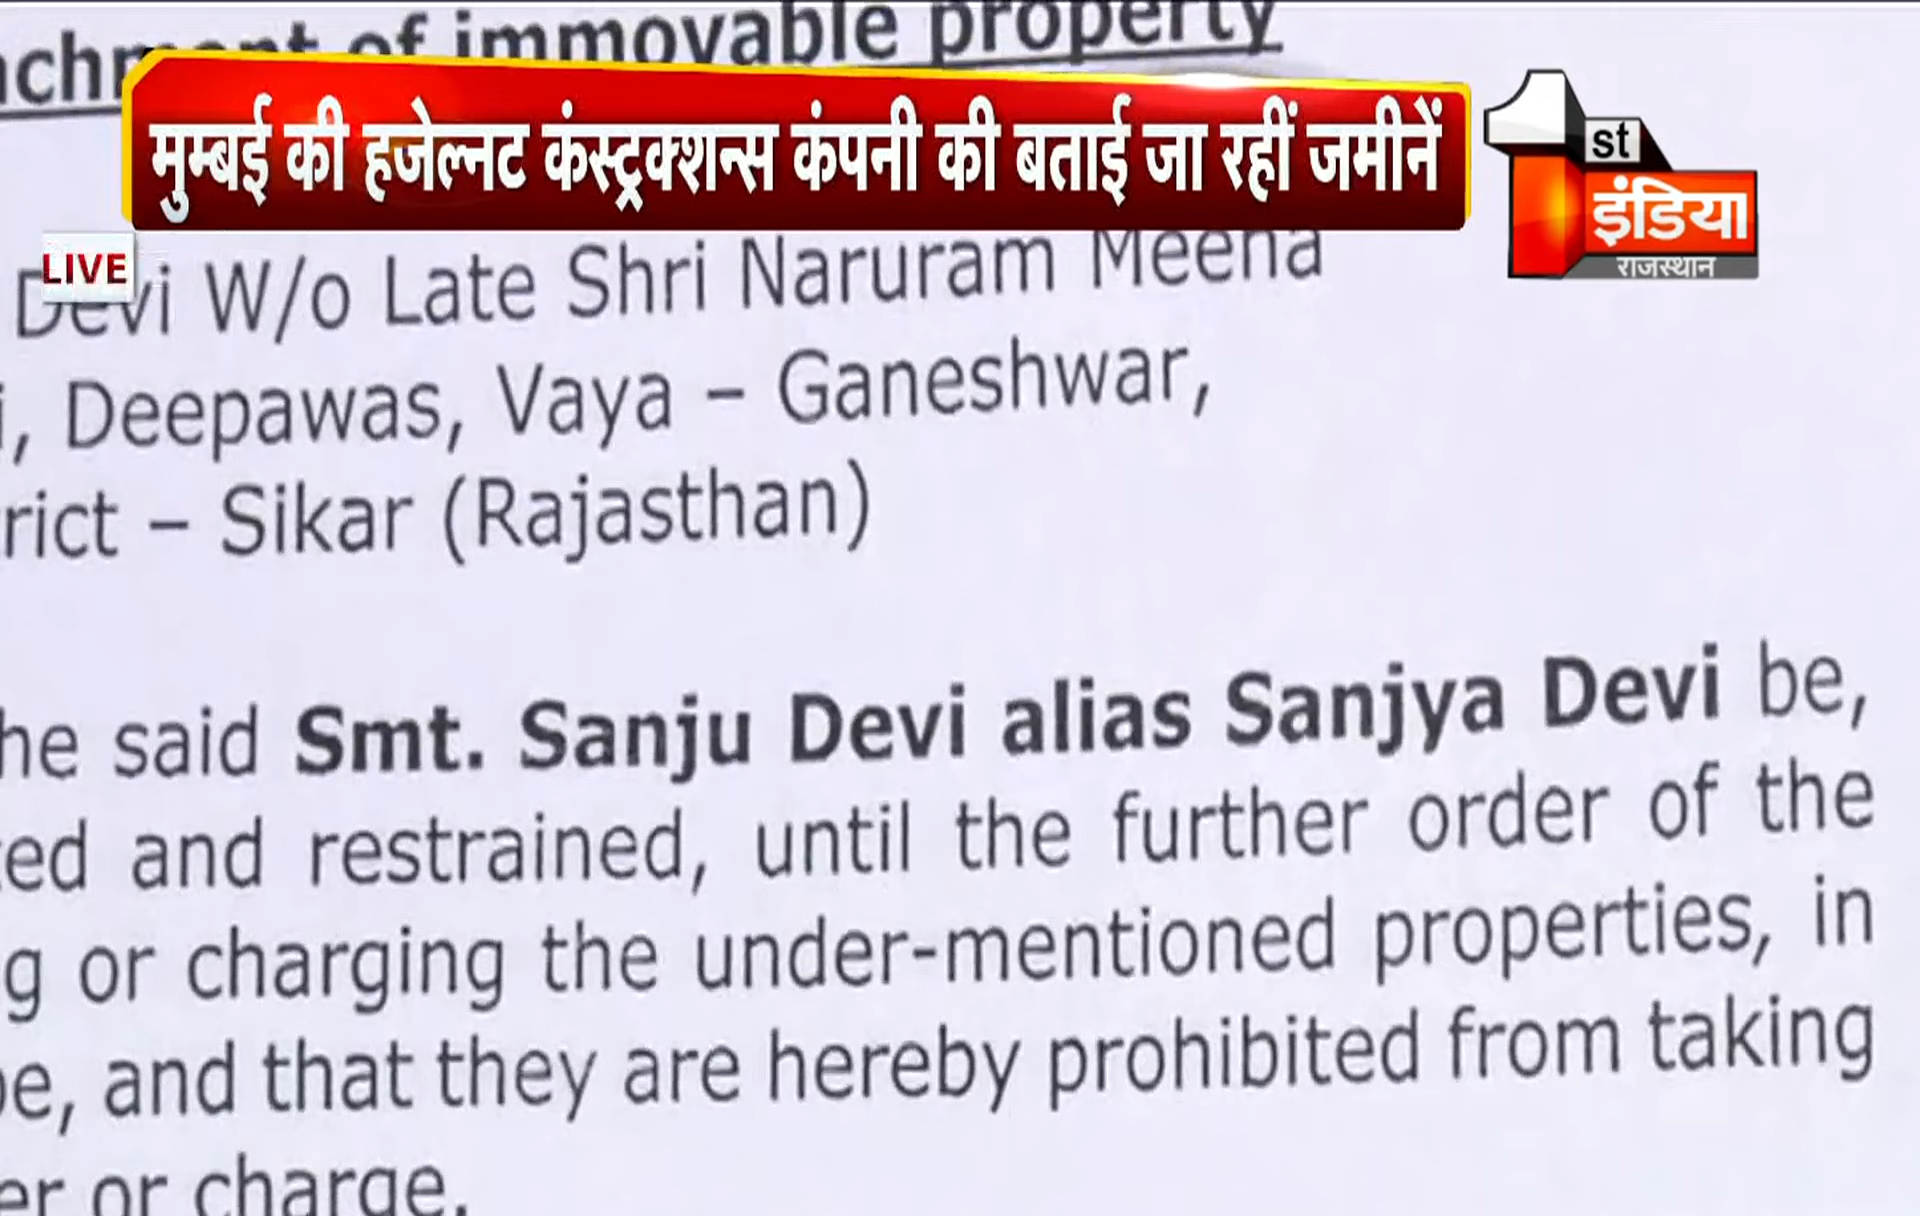 achment of immovable property
मुम्बई की हजेल्नट कंस्ट्रक्शन्स कंपनी की बताई जा रहीं जमीनें
1st
इंडिया
राजस्थान
LIVE
Devi W/o Late Shri Naruram Meena
i, Deepawas, Vaya – Ganeshwar,
rict – Sikar (Rajasthan)
he said Smt. Sanju Devi alias Sanjya Devi be,
ed and restrained, until the further order of the
g or charging the under-mentioned properties, in
be, and that they are hereby prohibited from taking
er or charge.